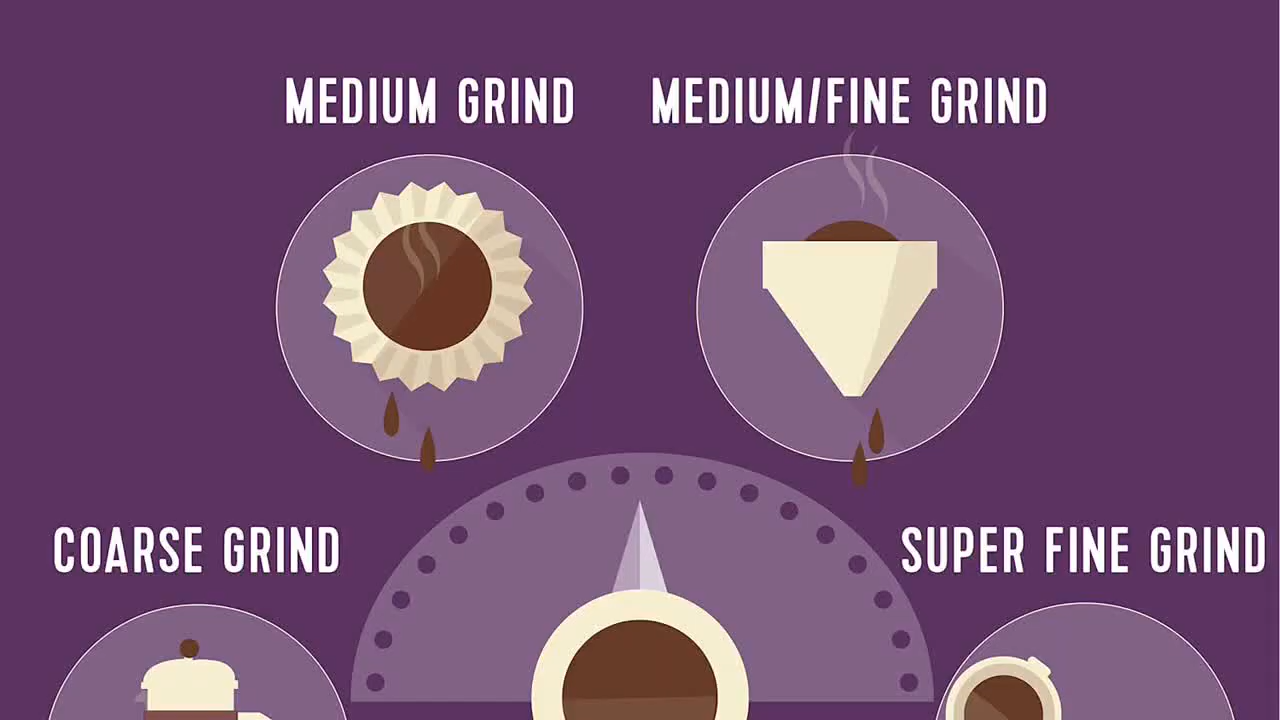 MEDIUM GRIND
MEDIUM/FINE GRIND
COARSE GRIND
SUPER FINE GRIND